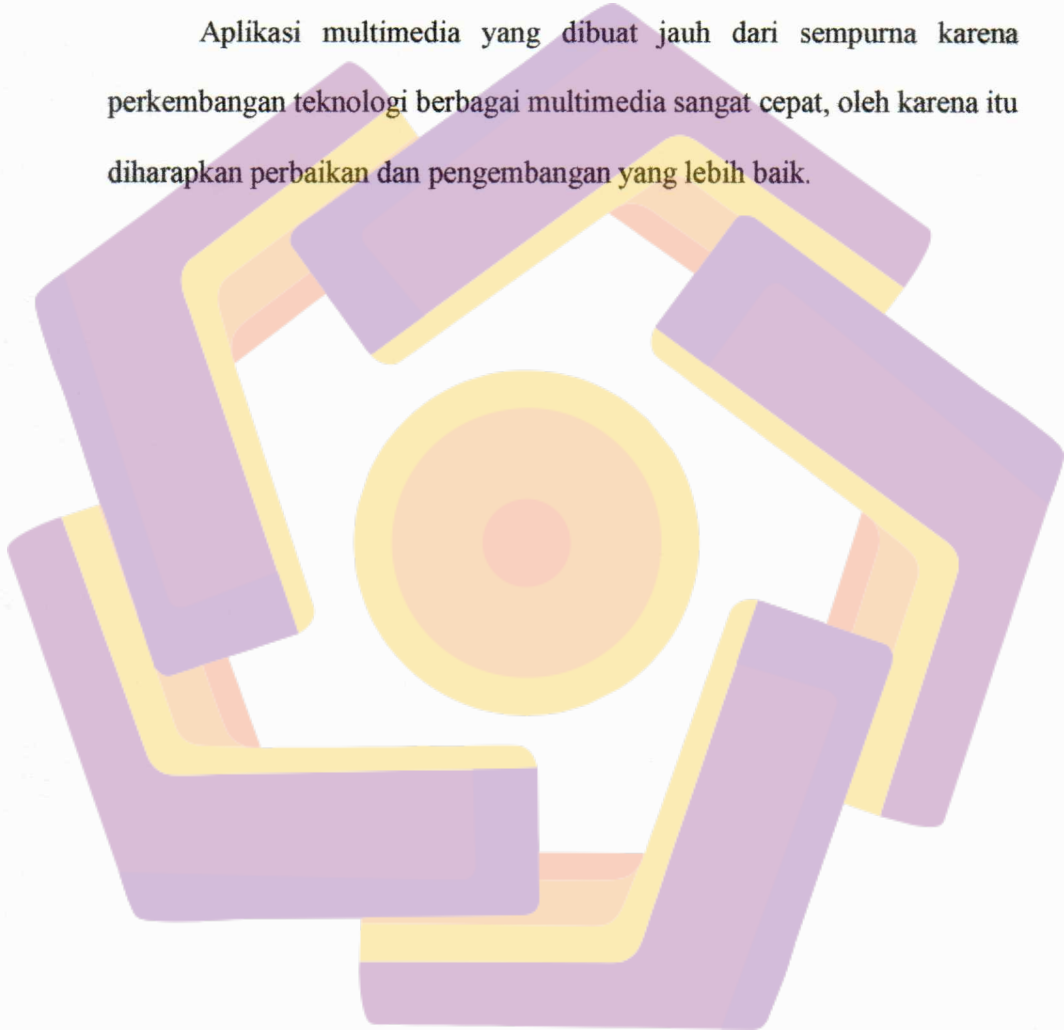 Aplikasi multimedia yang dibuat jauh dari sempurna karena
perkembangan teknologi berbagai multimedia sangat cepat, oleh karena itu
diharapkan perbaikan dan pengembangan yang lebih baik.